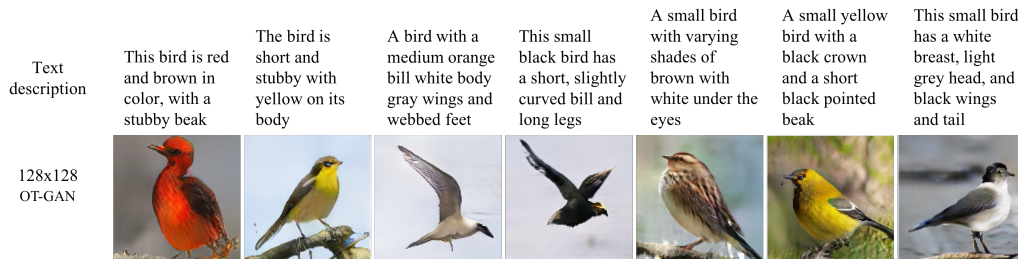 Text
description
This bird is red
and brown in
color, with a
stubby beak
The bird is
short and
stubby with
yellow on its
body
A bird with a
medium orange
bill white body
gray wings and
webbed feet
This small
black bird has
a short, slightly
curved bill and
long legs
A small bird
with varying
shades of
brown with
white under the
eyes
A small yellow
bird with a
black crown
and a short
black pointed
beak
This small bird
has a white
breast, light
grey head, and
black wings
and tail
128x128
OT-GAN